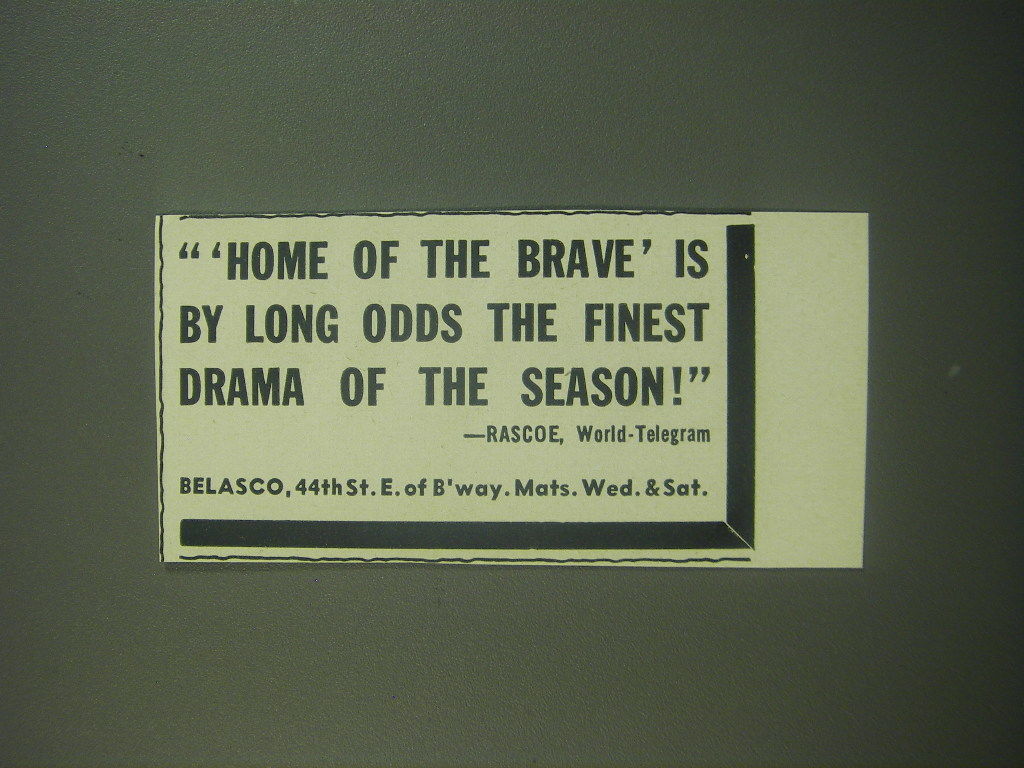 “‘HOME OF THE BRAVE’ IS
BY LONG ODDS THE FINEST
DRAMA OF THE SEASON!”
—RASCOE, World-Telegram
BELASCO, 44th St. E. of B'way. Mats. Wed. & Sat.